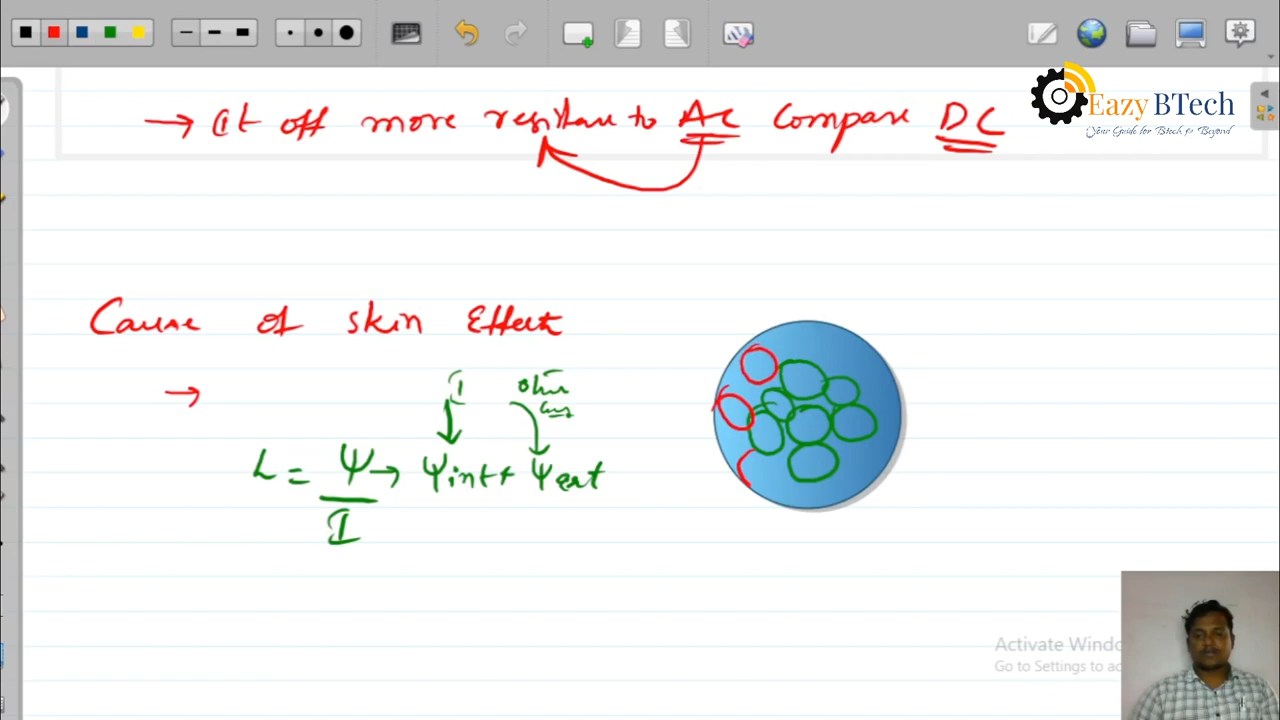 Eazy BTech
Your Guide for Btech & Beyond
→ It off more resistance to AC compare DC
Cause of skin Effect
→
I other
L = Ψ → Ψint + Ψext
I
Activate Windo
Go to Settings to ac